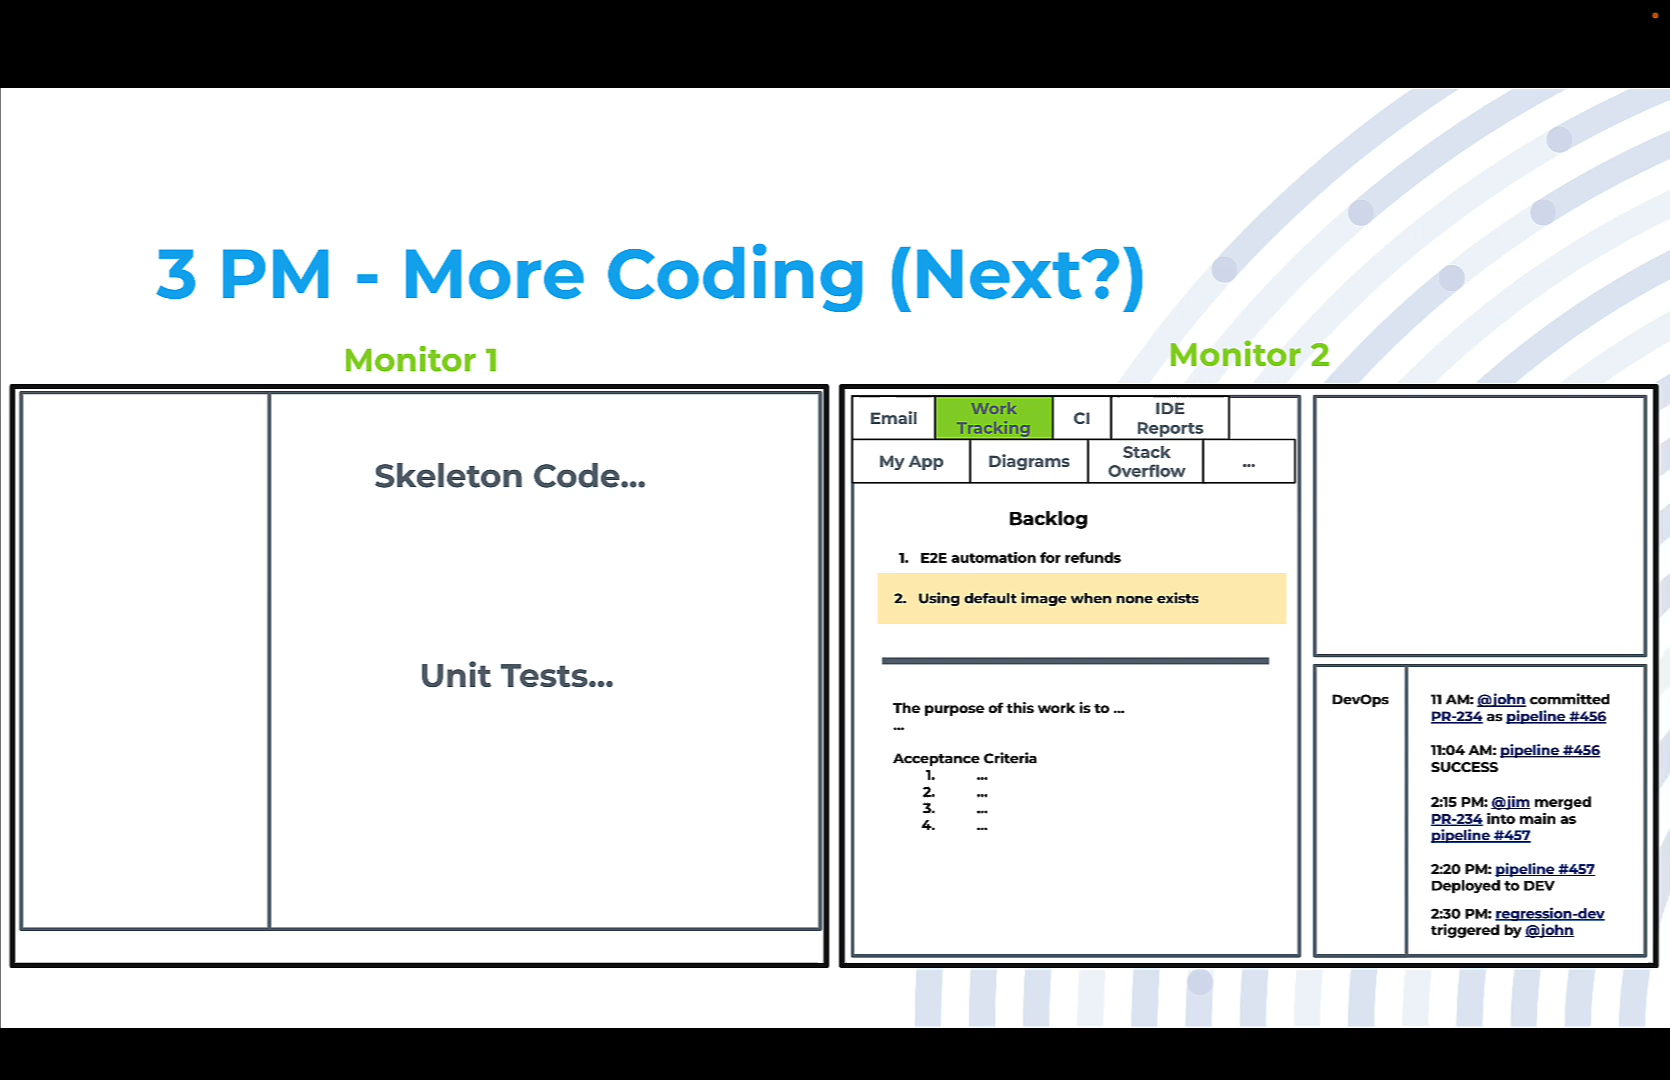 3 PM - More Coding (Next?)
Monitor 1
Skeleton Code...
Unit Tests...
Monitor 2
Email
Work
Tracking
CI
IDE
Reports
My App
Diagrams
Stack
Overflow
...
Backlog
1. E2E automation for refunds
2. Using default image when none exists
The purpose of this work is to ...
...
Acceptance Criteria
1. ...
2. ...
3. ...
4. ...
DevOps
11 AM: @john committed
PR-234 as pipeline #456
11:04 AM: pipeline #456
SUCCESS
2:15 PM: @jim merged
PR-234 into main as
pipeline #457
2:20 PM: pipeline #457
Deployed to DEV
2:30 PM: regression-dev
triggered by @john